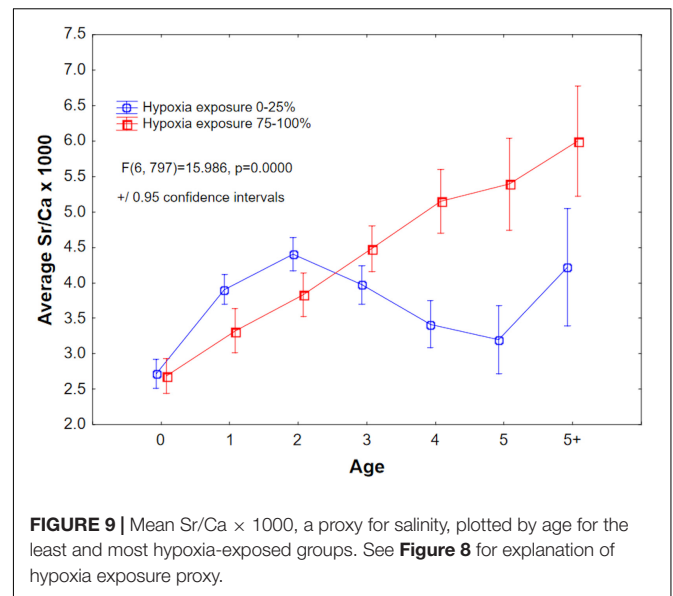 7.5
7.0
6.5
6.0
5.5
5.0
4.5
4.0
3.5
3.0
2.5
2.0
Average Sr/Ca x 1000
Hypoxia exposure 0-25%
Hypoxia exposure 75-100%
F(6, 797)=15.986, p=0.0000
+/ 0.95 confidence intervals
0 1 2 3 4 5 5+
Age
FIGURE 9 | Mean Sr/Ca × 1000, a proxy for salinity, plotted by age for the
least and most hypoxia-exposed groups. See Figure 8 for explanation of
hypoxia exposure proxy.